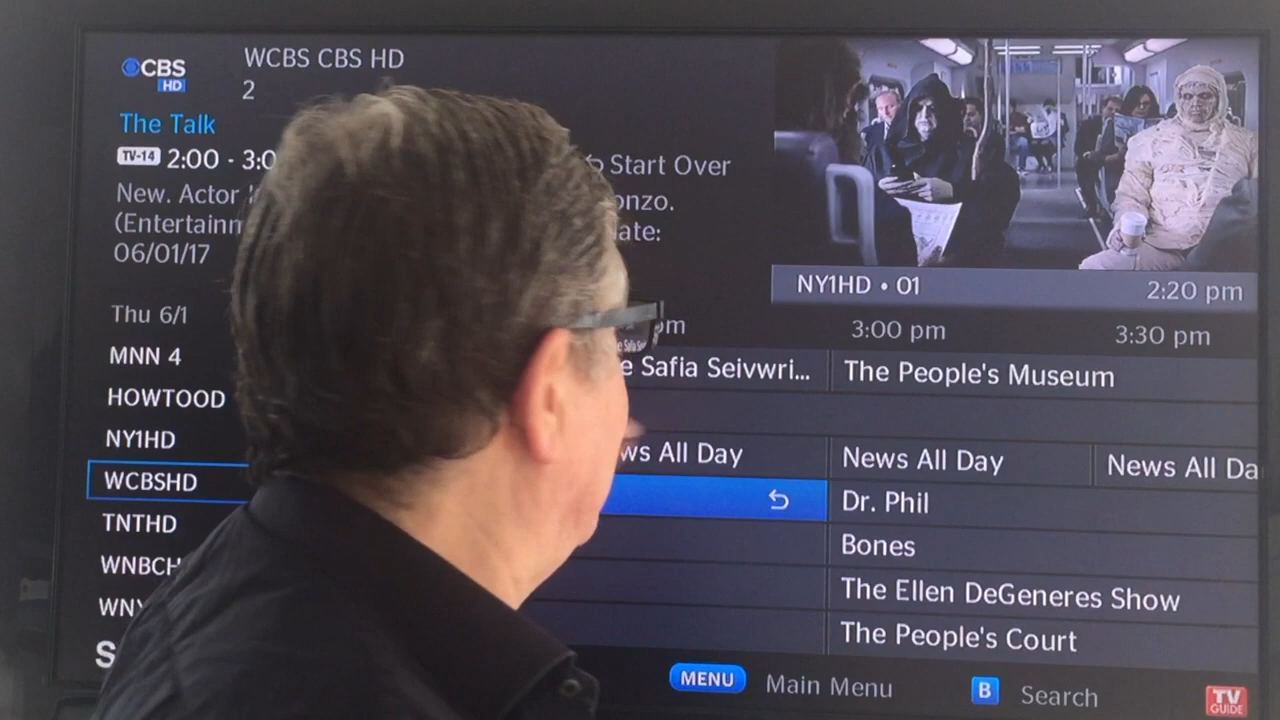 CBS HD
WCBS CBS HD
2
The Talk
TV-14 2:00 - 3:0
Start Over
New. Actor
onzo.
(Entertainm
ate:
06/01/17
NY1HD • 01 2:20 pm
Thu 6/1 pm 3:00 pm 3:30 pm
MNN 4 e Safia Seivwri... The People's Museum
HOWTOOD
NY1HD ws All Day News All Day News All Da
WCBSHD Dr. Phil
TNTHD Bones
WNBCH The Ellen DeGeneres Show
WNY The People's Court
S
MENU Main Menu B Search TV GUIDE